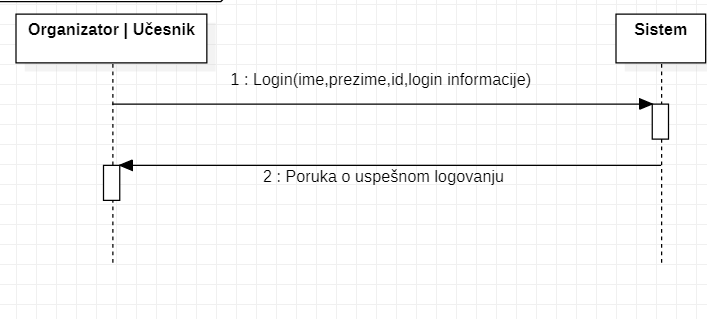 Organizator | Učesnik
Sistem
1 : Login(ime,prezime,id,login informacije)
2 : Poruka o uspešnom logovanju